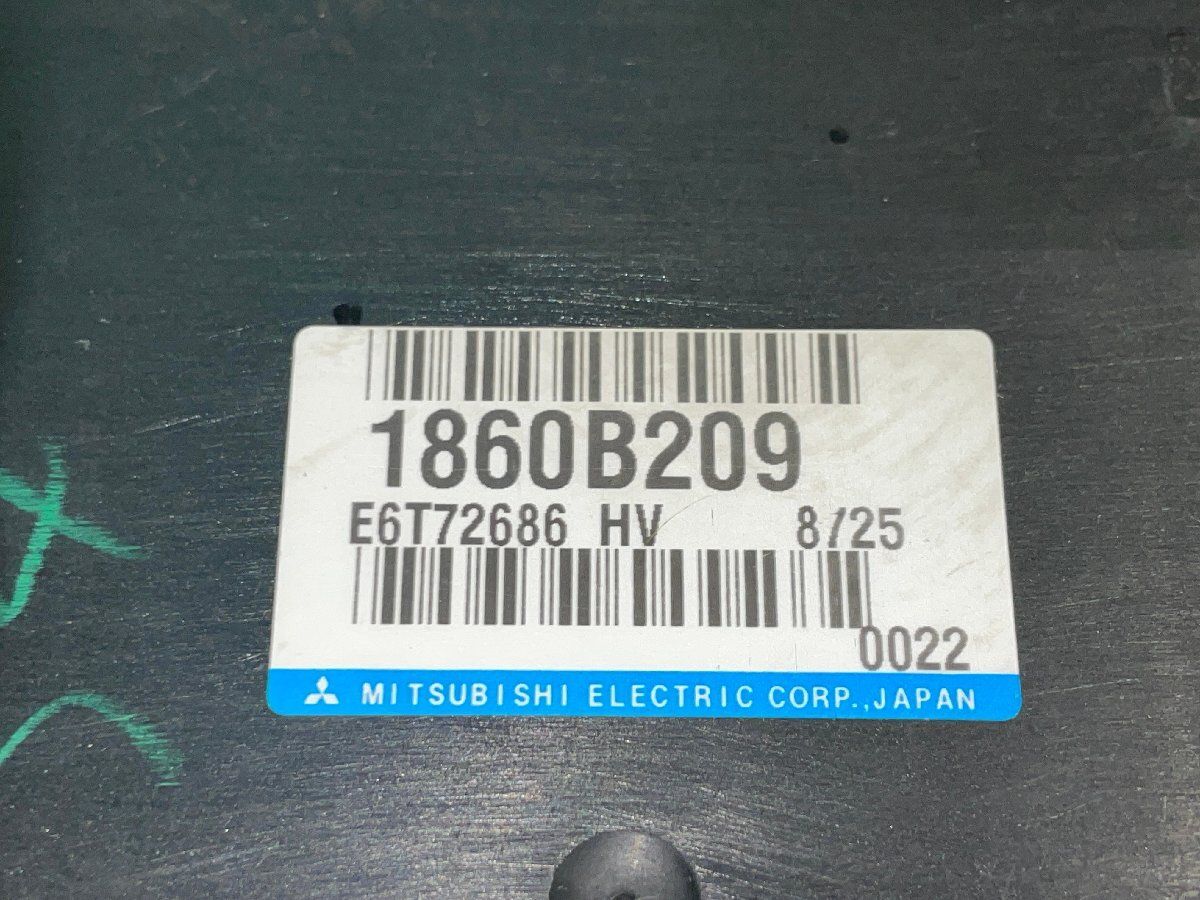 1860B209
E6T72686 HV 8/25
0022
MITSUBISHI ELECTRIC CORP.,JAPAN